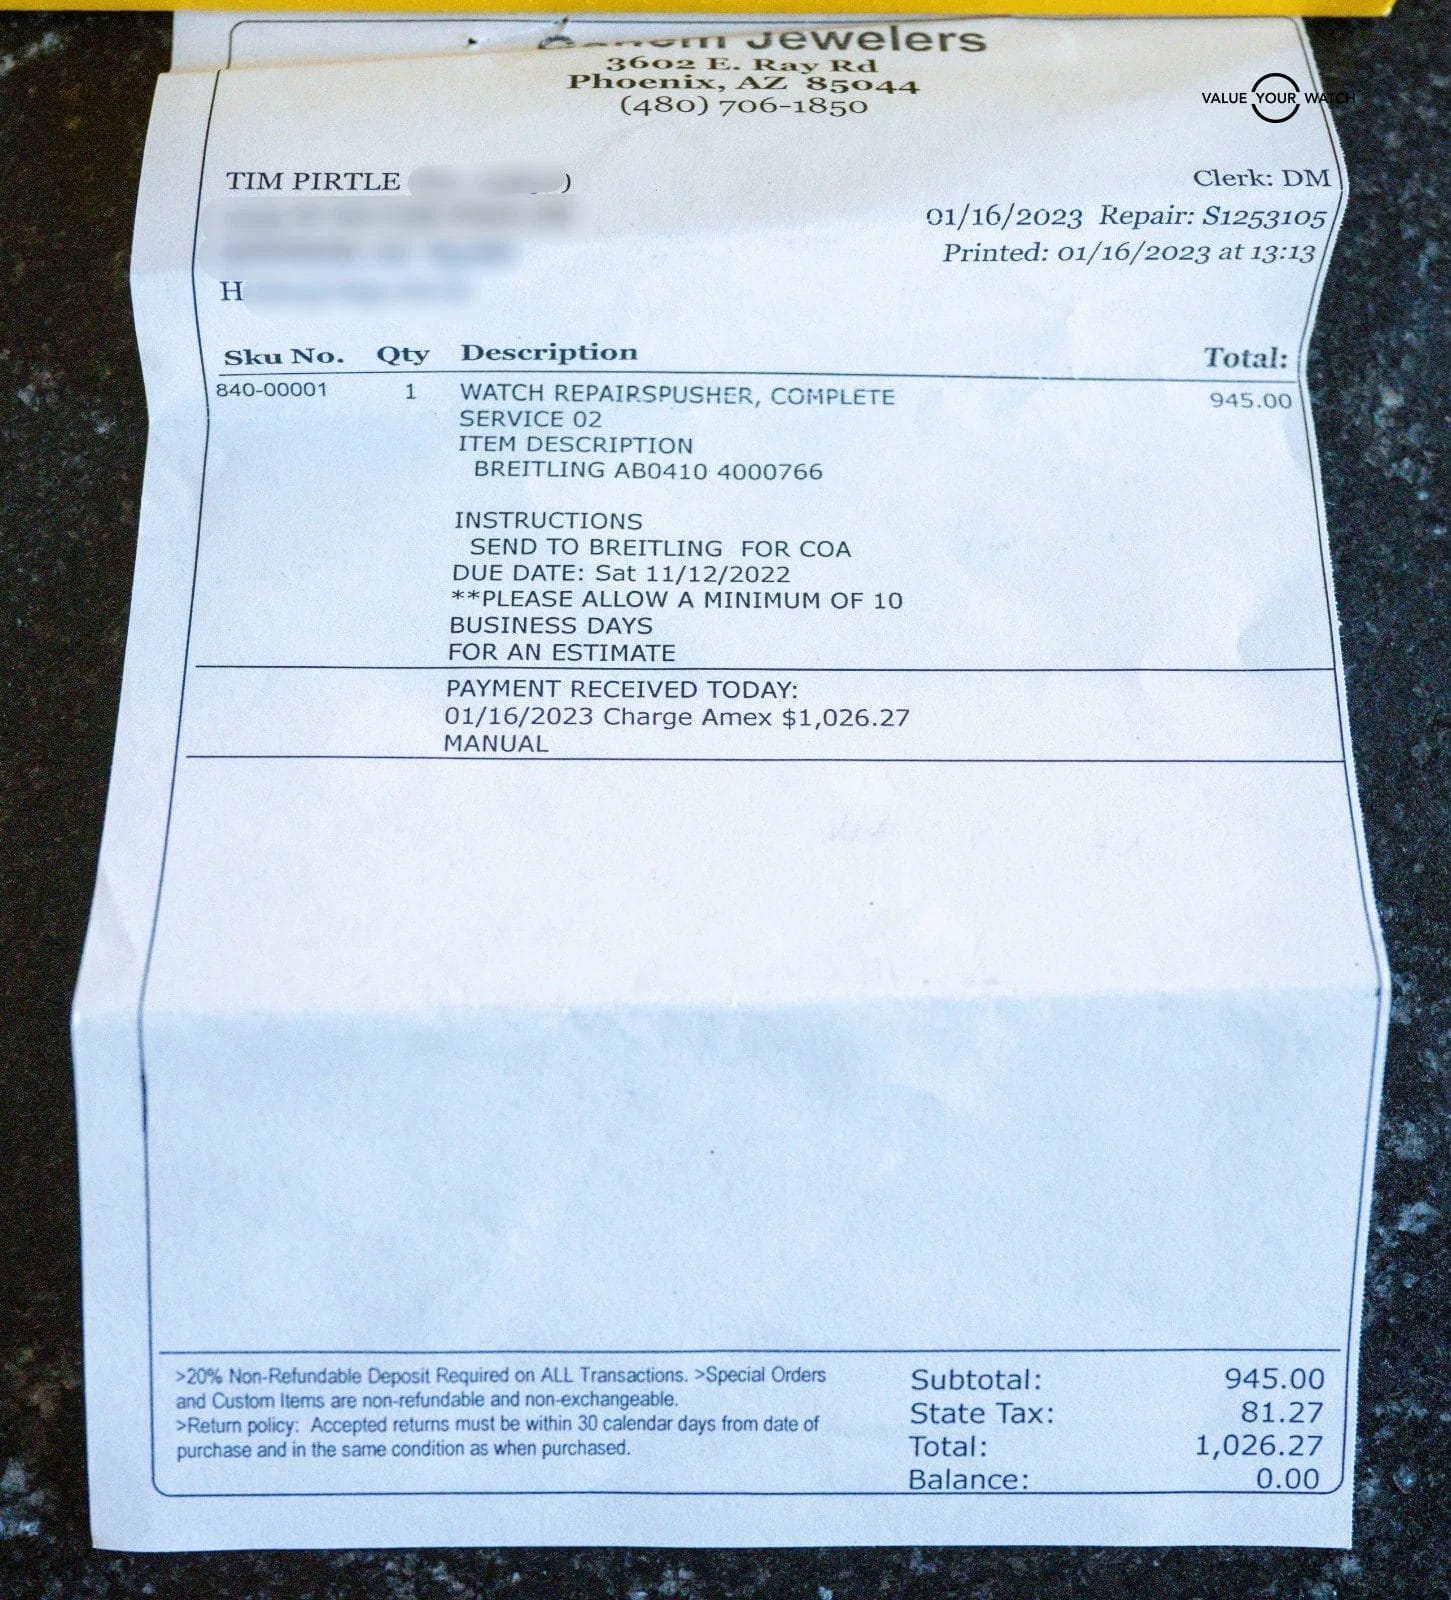 Jewelers
3602 E. Ray Rd
Phoenix, AZ 85044
(480) 706-1850
VALUE YOUR WATCH
TIM PIRTLE )
Clerk: DM
01/16/2023 Repair: S1253105
Printed: 01/16/2023 at 13:13
H
Sku No. Qty Description Total:
840-00001 1 WATCH REPAIRSPUSHER, COMPLETE 945.00
SERVICE 02
ITEM DESCRIPTION
BREITLING AB0410 4000766
INSTRUCTIONS
SEND TO BREITLING FOR COA
DUE DATE: Sat 11/12/2022
**PLEASE ALLOW A MINIMUM OF 10
BUSINESS DAYS
FOR AN ESTIMATE
PAYMENT RECEIVED TODAY:
01/16/2023 Charge Amex $1,026.27
MANUAL
>20% Non-Refundable Deposit Required on ALL Transactions. >Special Orders
and Custom Items are non-refundable and non-exchangeable.
>Return policy: Accepted returns must be within 30 calendar days from date of
purchase and in the same condition as when purchased.
Subtotal: 945.00
State Tax: 81.27
Total: 1,026.27
Balance: 0.00